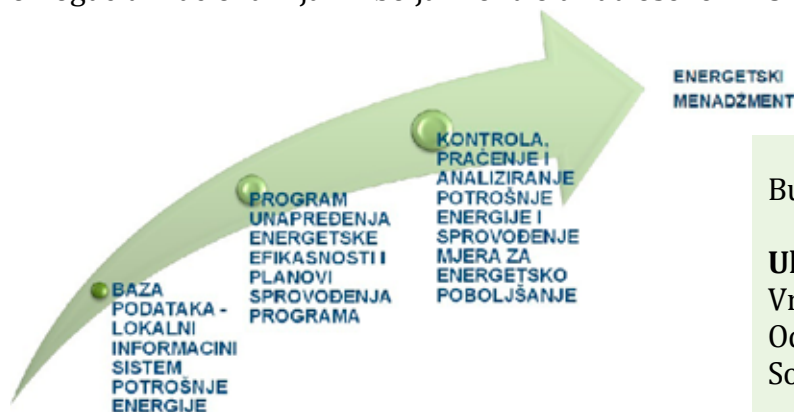 ENERGETSKI
MENADŽMENT
KONTROLA,
PRAĆENJE I
ANALIZIRANJE
POTROŠNJE
ENERGIJE I
SPROVOĐENJE
MJERA ZA
ENERGETSKO
POBOLJŠANJE
PROGRAM
UNAPREĐENJA
ENERGETSKE
EFIKASNOSTI I
PLANOVI
SPROVOĐENJA
PROGRAMA
BAZA
PODATAKA -
LOKALNI
INFORMACINI
SISTEM
POTROŠNJE
ENERGIJE